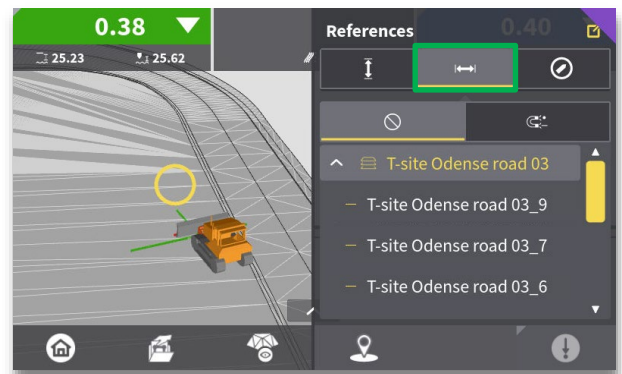 0.38
References
0.40
25.23
25.62
T-site Odense road 03
T-site Odense road 03_9
T-site Odense road 03_7
T-site Odense road 03_6